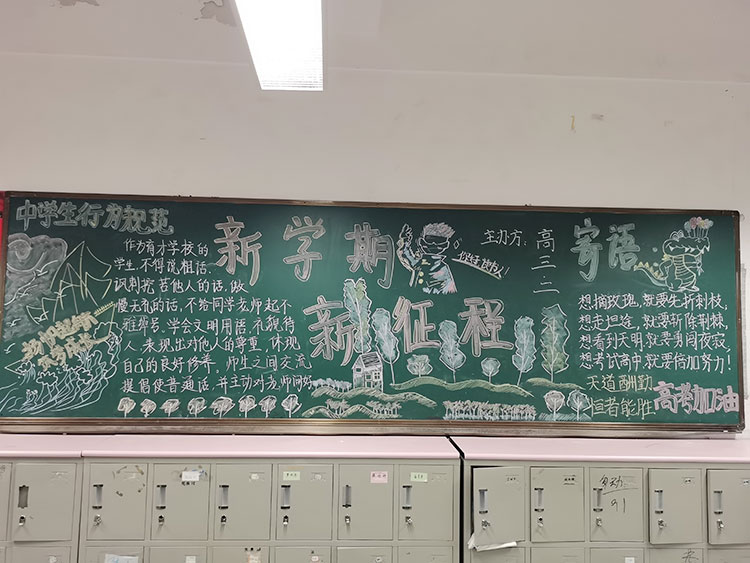 中学生行为规范
作为育才学校的
学生,不得说粗话、
讽刺挖苦他人的话、做
慢无礼的话,不给同学老师起不
雅绰号,学会文明用语,礼貌待
人,表现出对他人的尊重,体现
自己的良好修养。师生之间交流
提倡使普通话,并主动对老师问好
新学期
新征程
主办方:高三二
寄语
想摘玫瑰,就要先折刺枝,
想走坦途,就要斩除荆棘,
想看到天明,就要勇闯夜寂
想考试高中,就要倍加努力!
天道酬勤
恒者能胜
高考加油